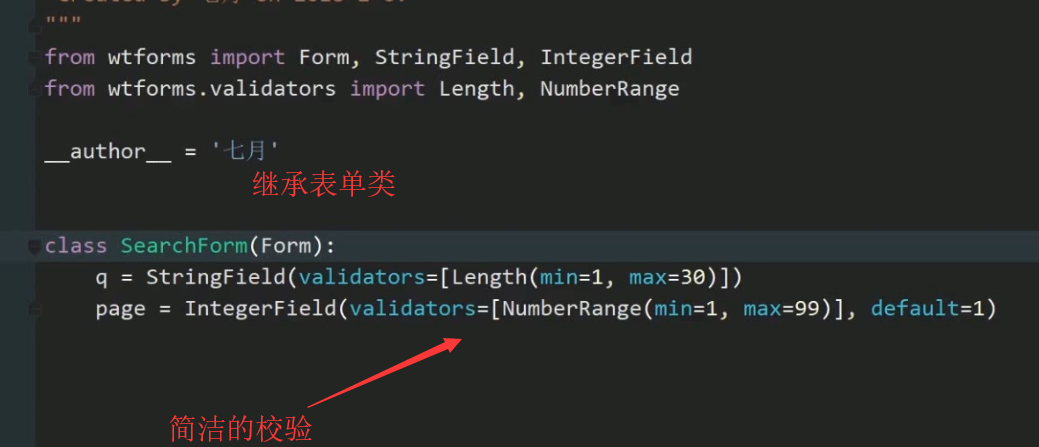 """
from wtforms import Form, StringField, IntegerField
from wtforms.validators import Length, NumberRange
__author__ = '七月'
继承表单类
class SearchForm(Form):
q = StringField(validators=[Length(min=1, max=30)])
page = IntegerField(validators=[NumberRange(min=1, max=99)], default=1)
简洁的校验